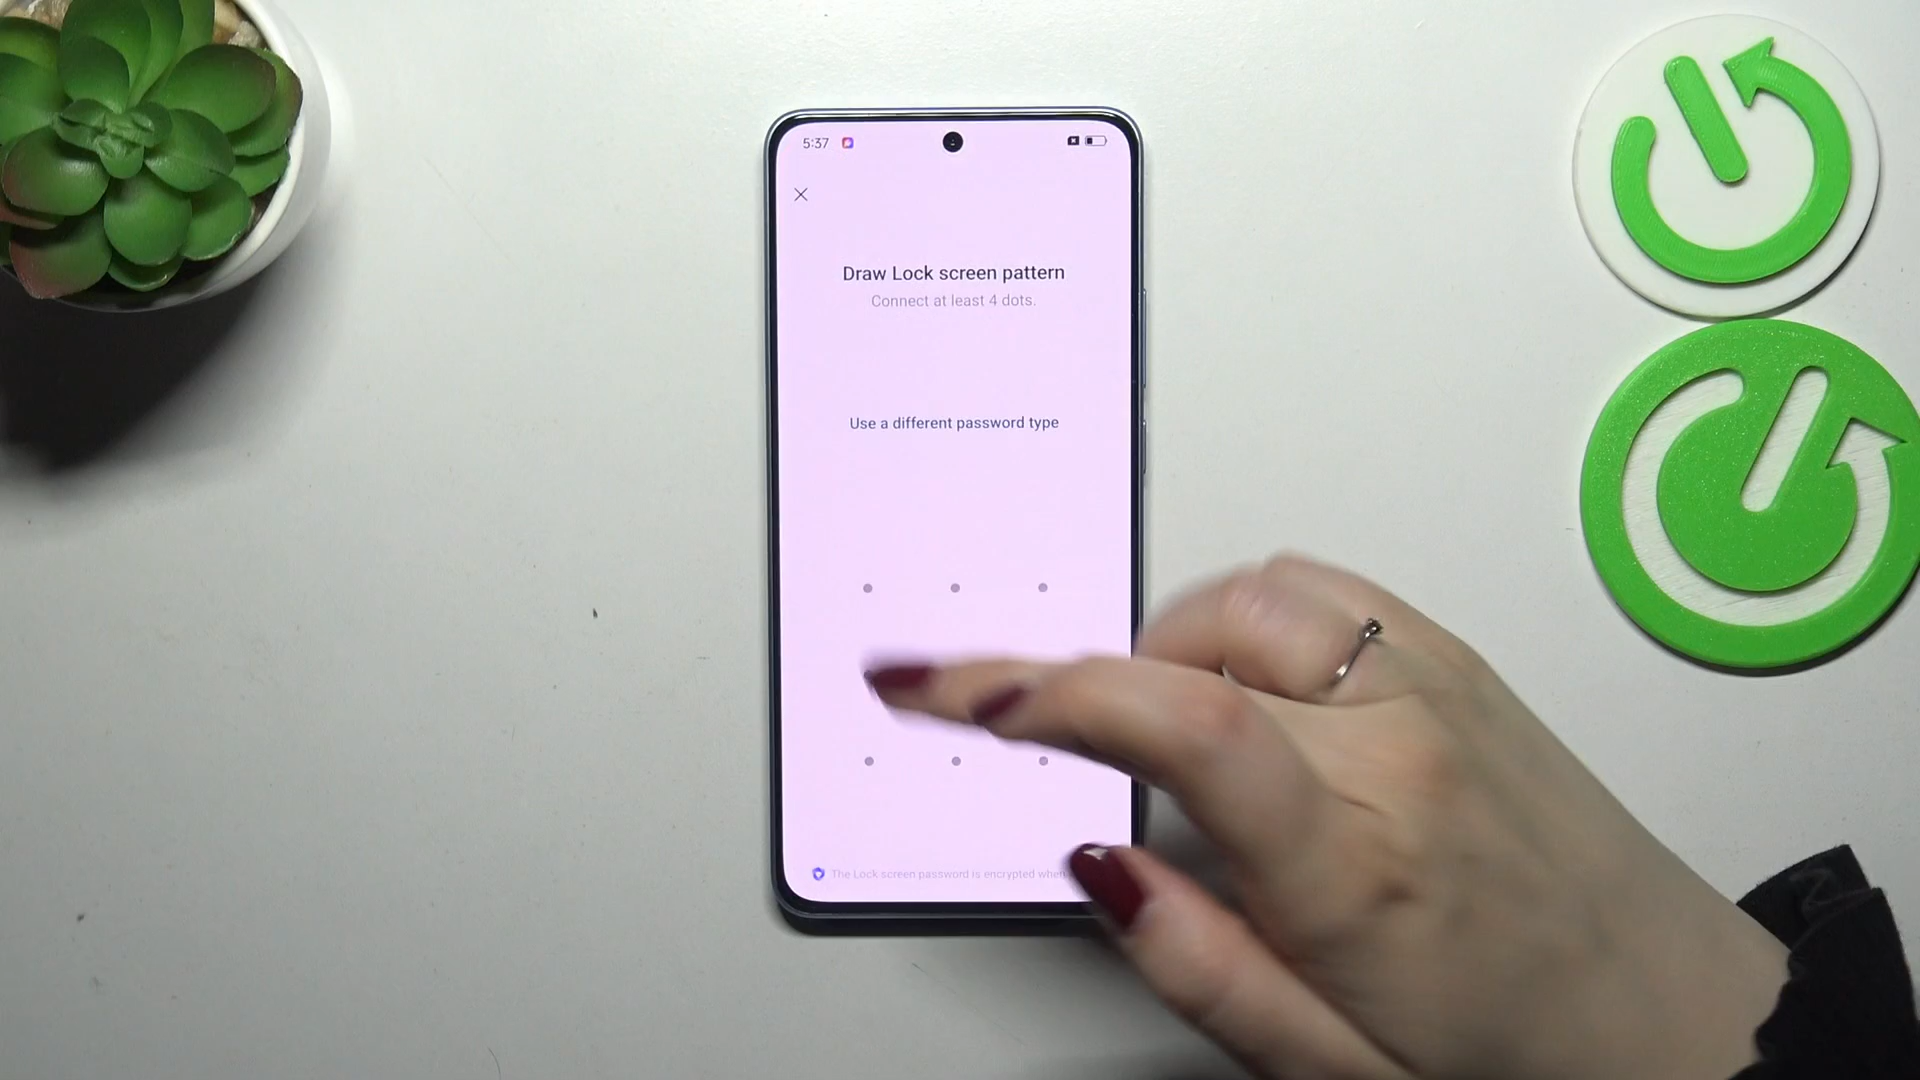 5:37
Draw Lock screen pattern
Connect at least 4 dots.
Use a different password type
The Lock screen password is encrypted when